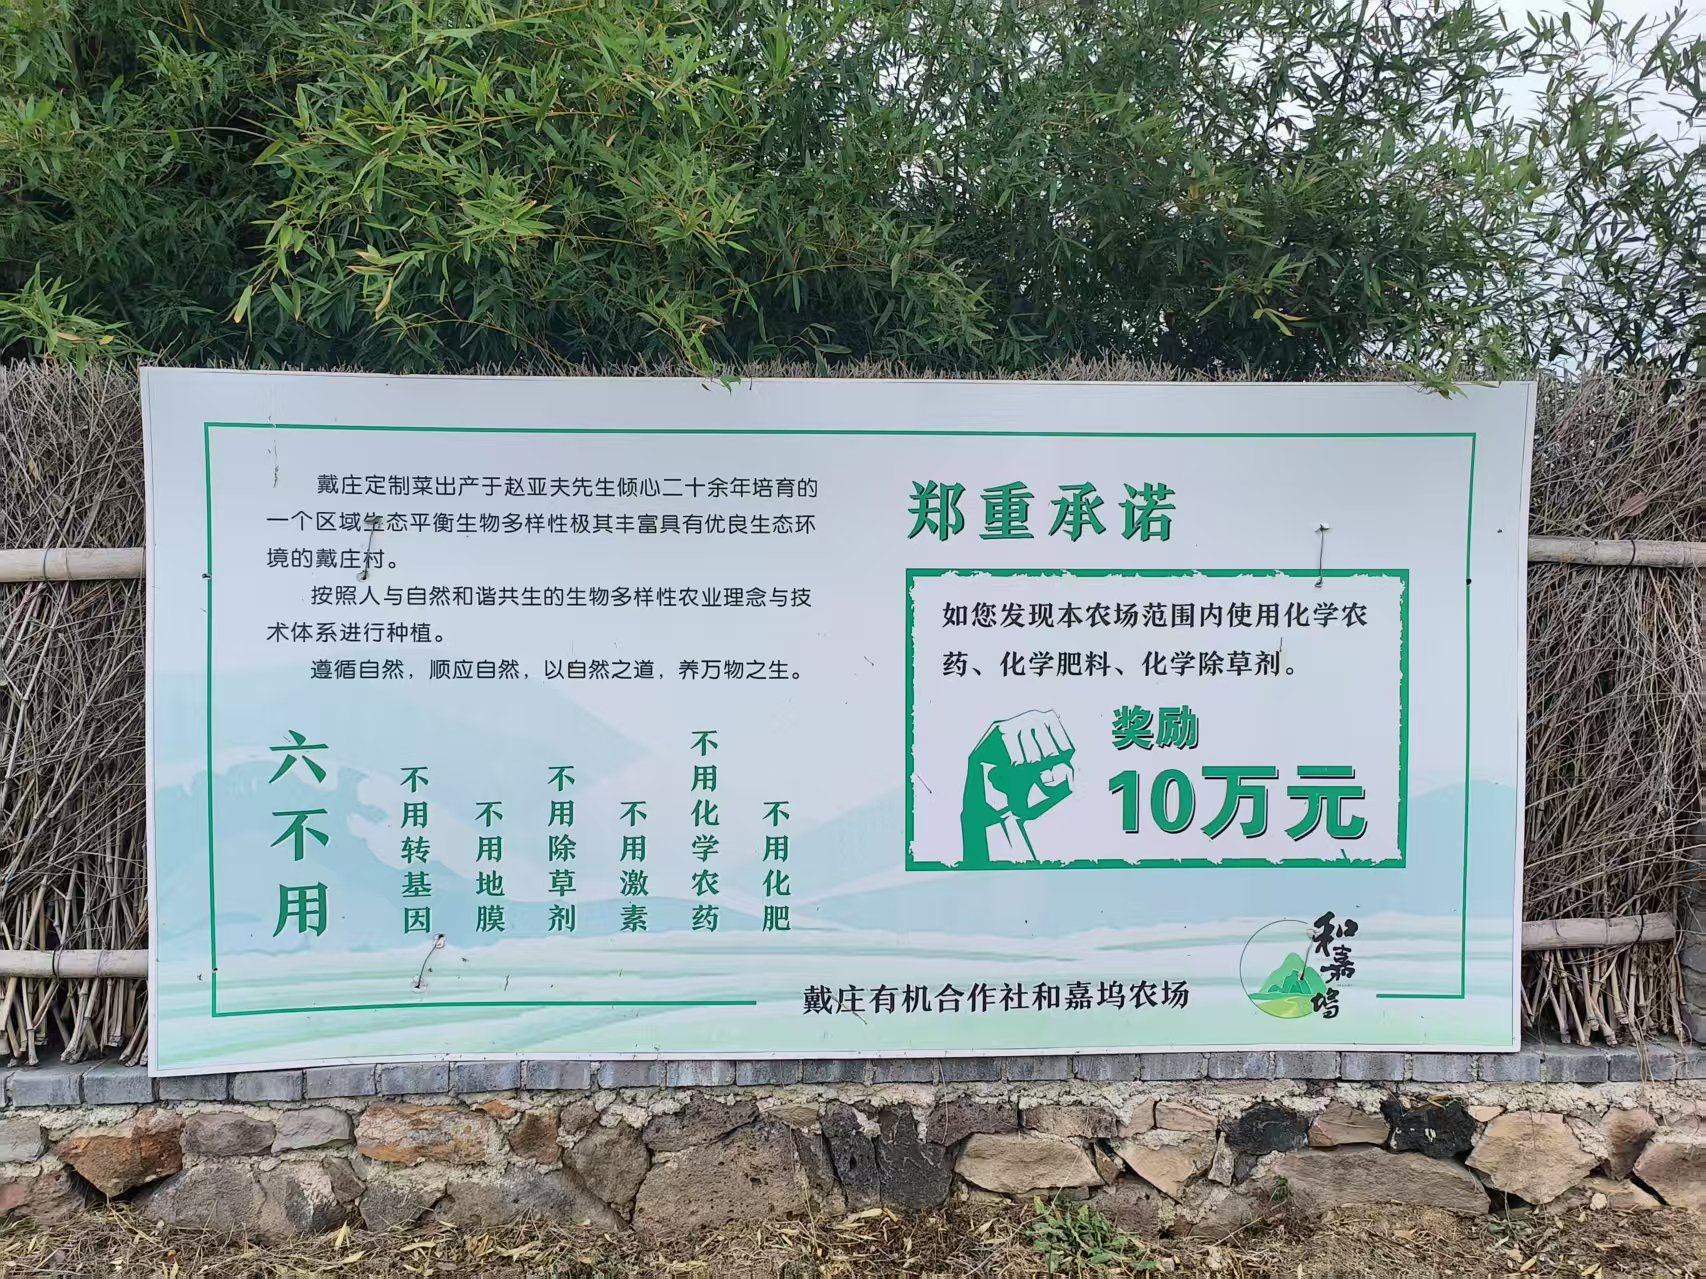 戴庄定制菜出产于赵亚夫先生倾心二十余年培育的
一个区域生态平衡生物多样性极其丰富具有优良生态环
境的戴庄村。
按照人与自然和谐共生的生物多样性农业理念与技
术体系进行种植。
遵循自然，顺应自然，以自然之道，养万物之生。
六不用
不用转基因
不用地膜
不用除草剂
不用激素
不用化学农药
不用化肥
郑重承诺
如您发现本农场范围内使用化学农
药、化学肥料、化学除草剂。
奖励
10万元
戴庄有机合作社和嘉坞农场
和嘉坞